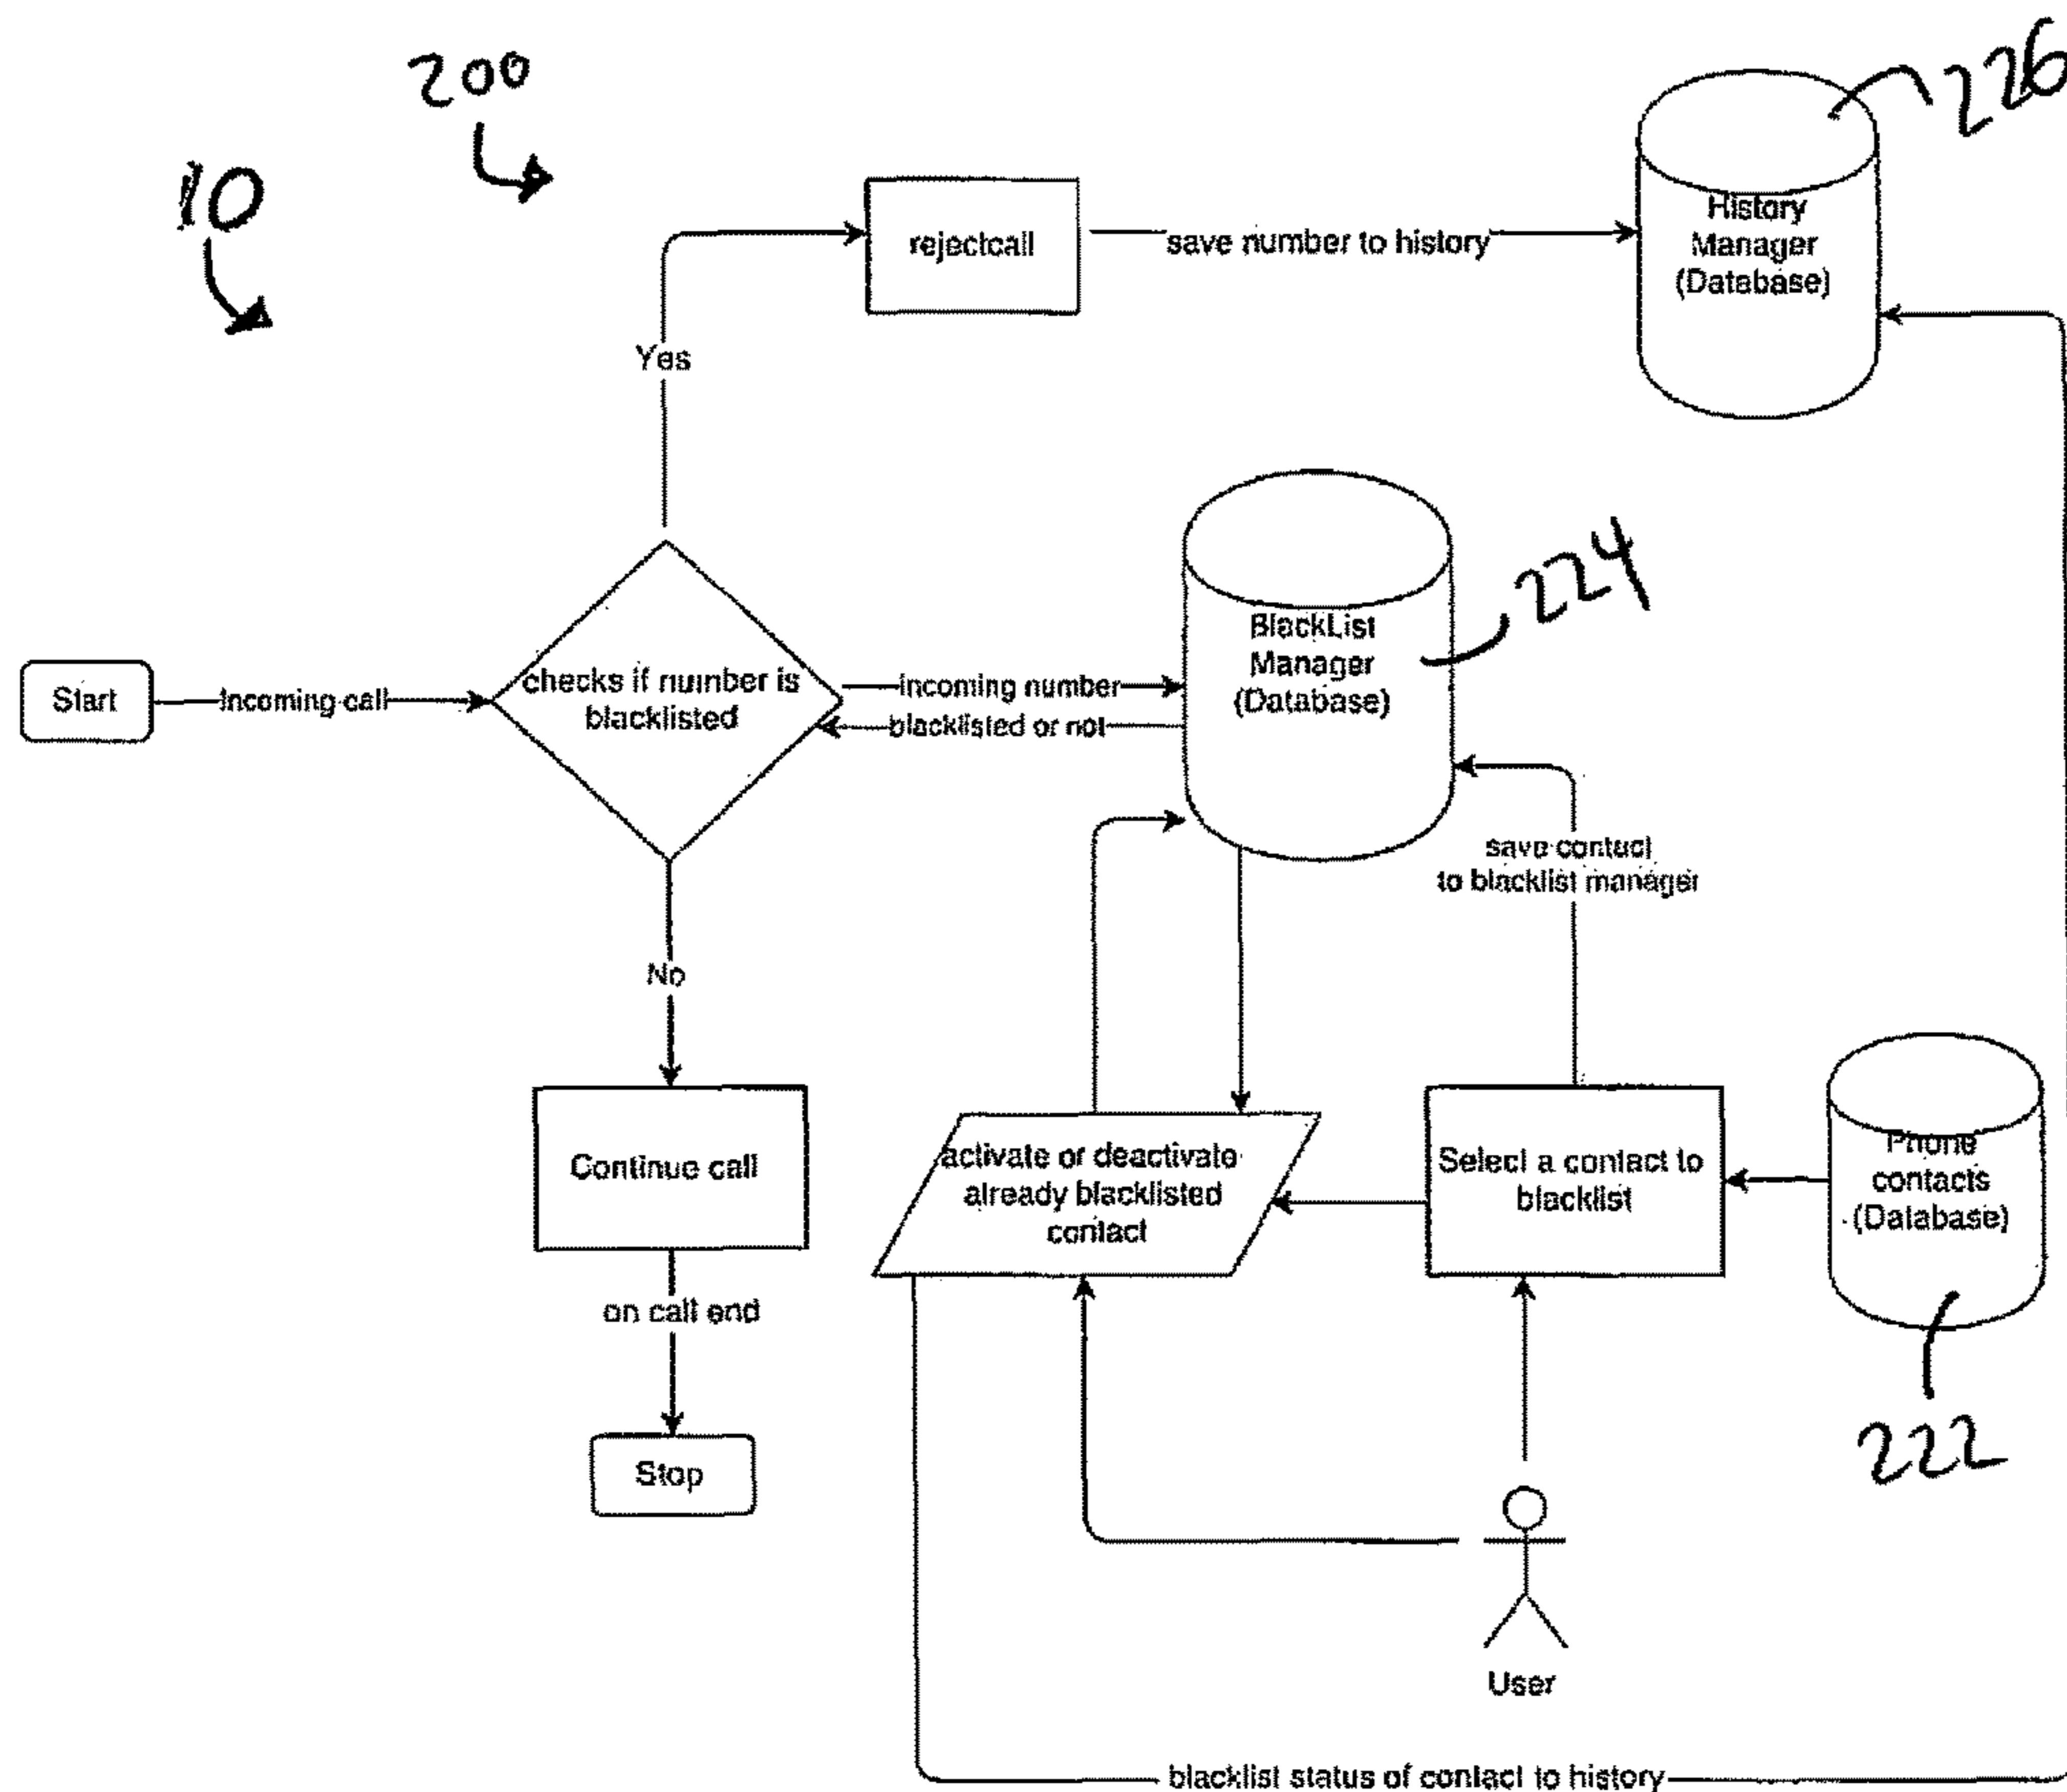 200
226
10
History
Manager
(Database)
rejectcall
save number to history
Yes
224
BlackList
Manager
(Database)
Start
Incoming call
checks if number is
blacklisted
incoming number
blacklisted or not
save contact
to blacklist manager
No
Continue call
activate or deactivate
already blacklisted
contact
Select a contact to
blacklist
Phone
contacts
(Database)
on call end
222
Stop
User
blacklist status of contact to history